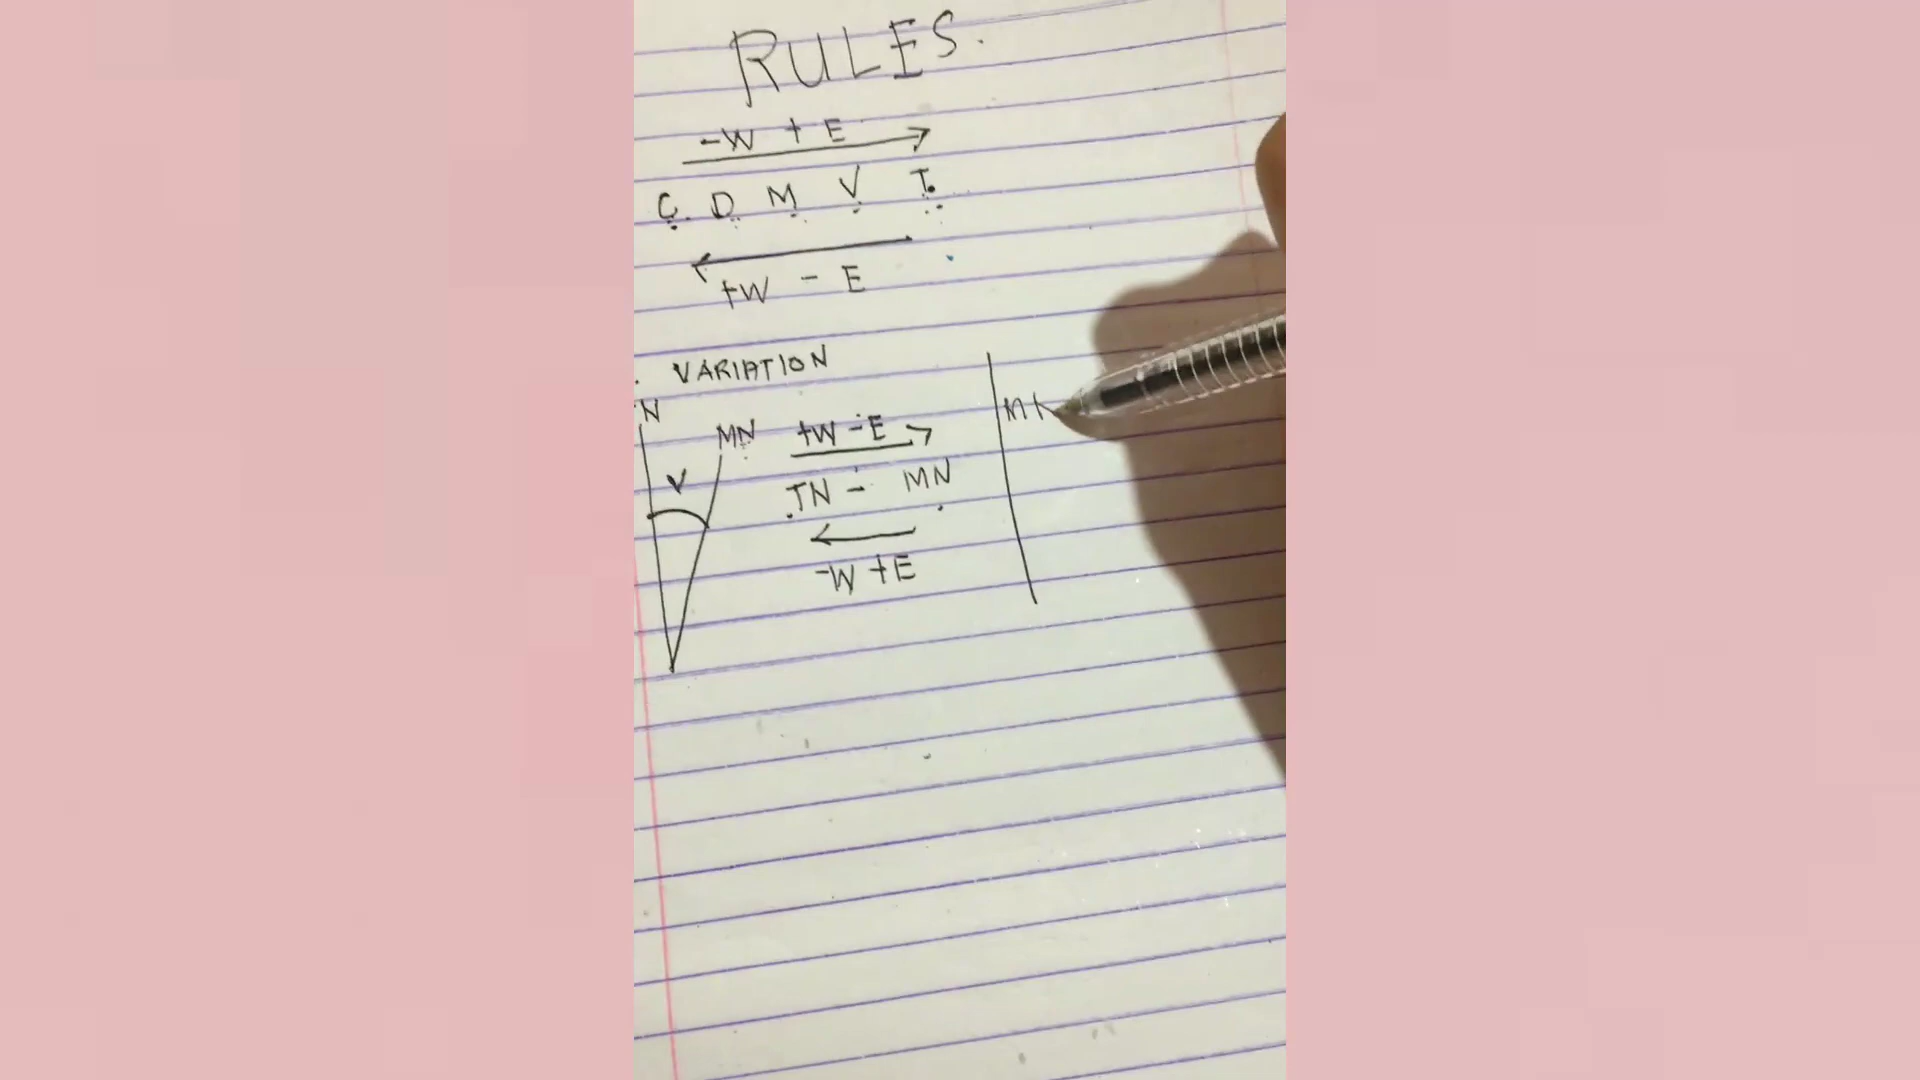 RULES.
-W + E
C. D M V T.
+W - E
. VARIATION
N
MN
+W - E
V
TN - MN
-W +E